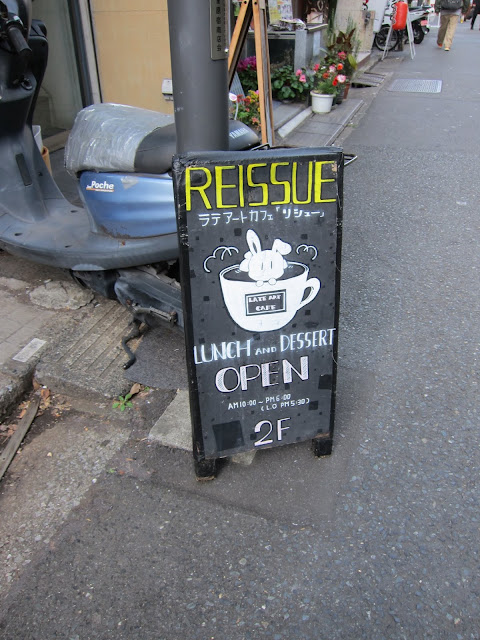 REISSUE
ラテアートカフェ「リシュー」
LATE ART
CAFE
LUNCH AND DESSERT
OPEN
AM10:00~PM6:00
(L.O PM5:30)
2F
Poche
YAMAHA